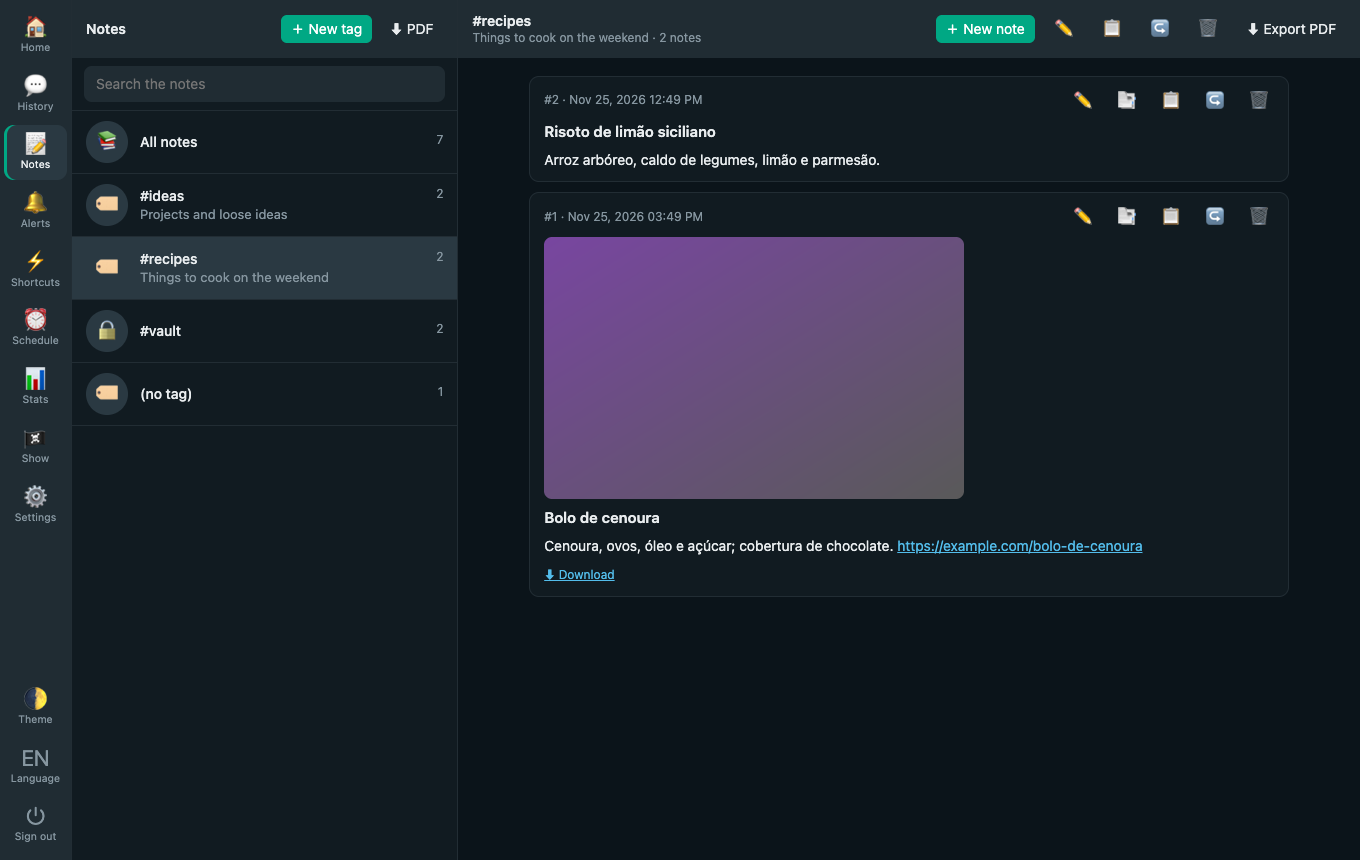 Home
History
Notes
Alerts
Shortcuts
Schedule
Stats
Show
Settings
Theme
EN
Language
Sign out
Notes
+ New tag
⬇ PDF
Search the notes
All notes
7
#ideas
2
Projects and loose ideas
#recipes
2
Things to cook on the weekend
#vault
2
(no tag)
1
#recipes
Things to cook on the weekend · 2 notes
+ New note
⬇ Export PDF
#2 · Nov 25, 2026 12:49 PM
Risoto de limão siciliano
Arroz arbóreo, caldo de legumes, limão e parmesão.
#1 · Nov 25, 2026 03:49 PM
Bolo de cenoura
Cenoura, ovos, óleo e açúcar; cobertura de chocolate. https://example.com/bolo-de-cenoura
⬇ Download